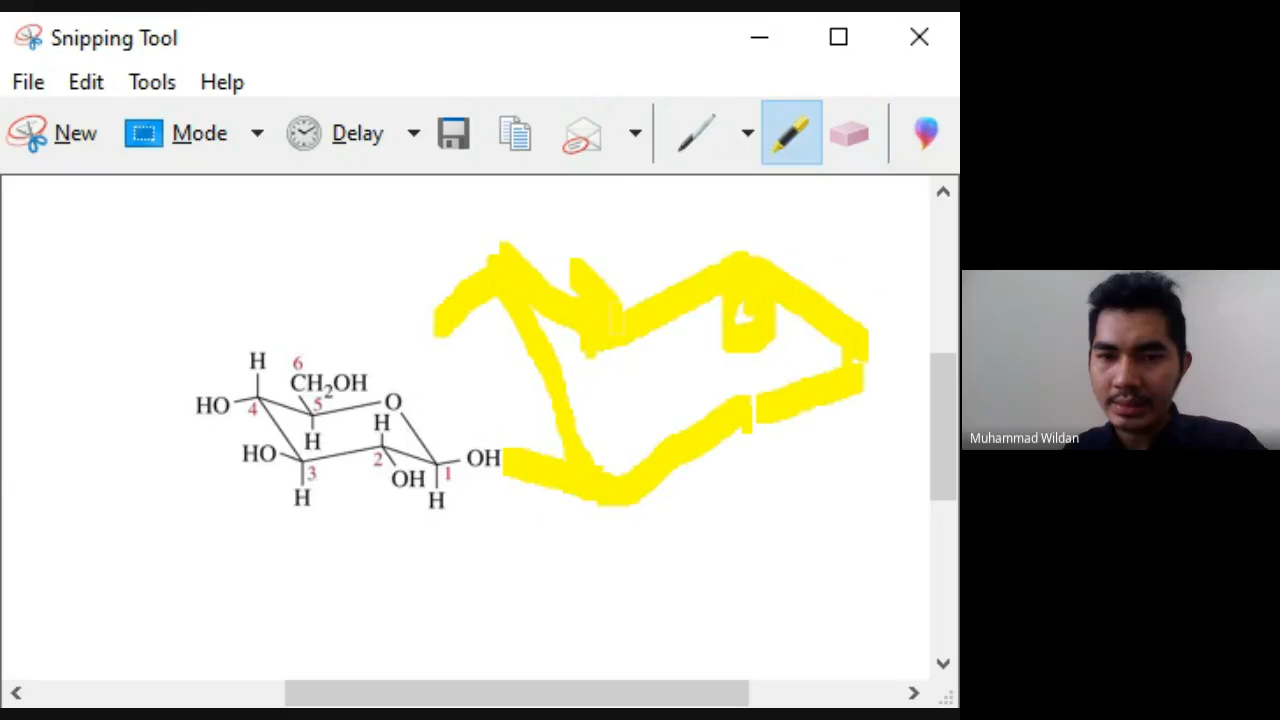 Snipping Tool
File Edit Tools Help
New Mode Delay
H 6
CH2OH
HO 4 5 O
H H
HO 3 2 OH
OH 1
H H
Muhammad Wildan